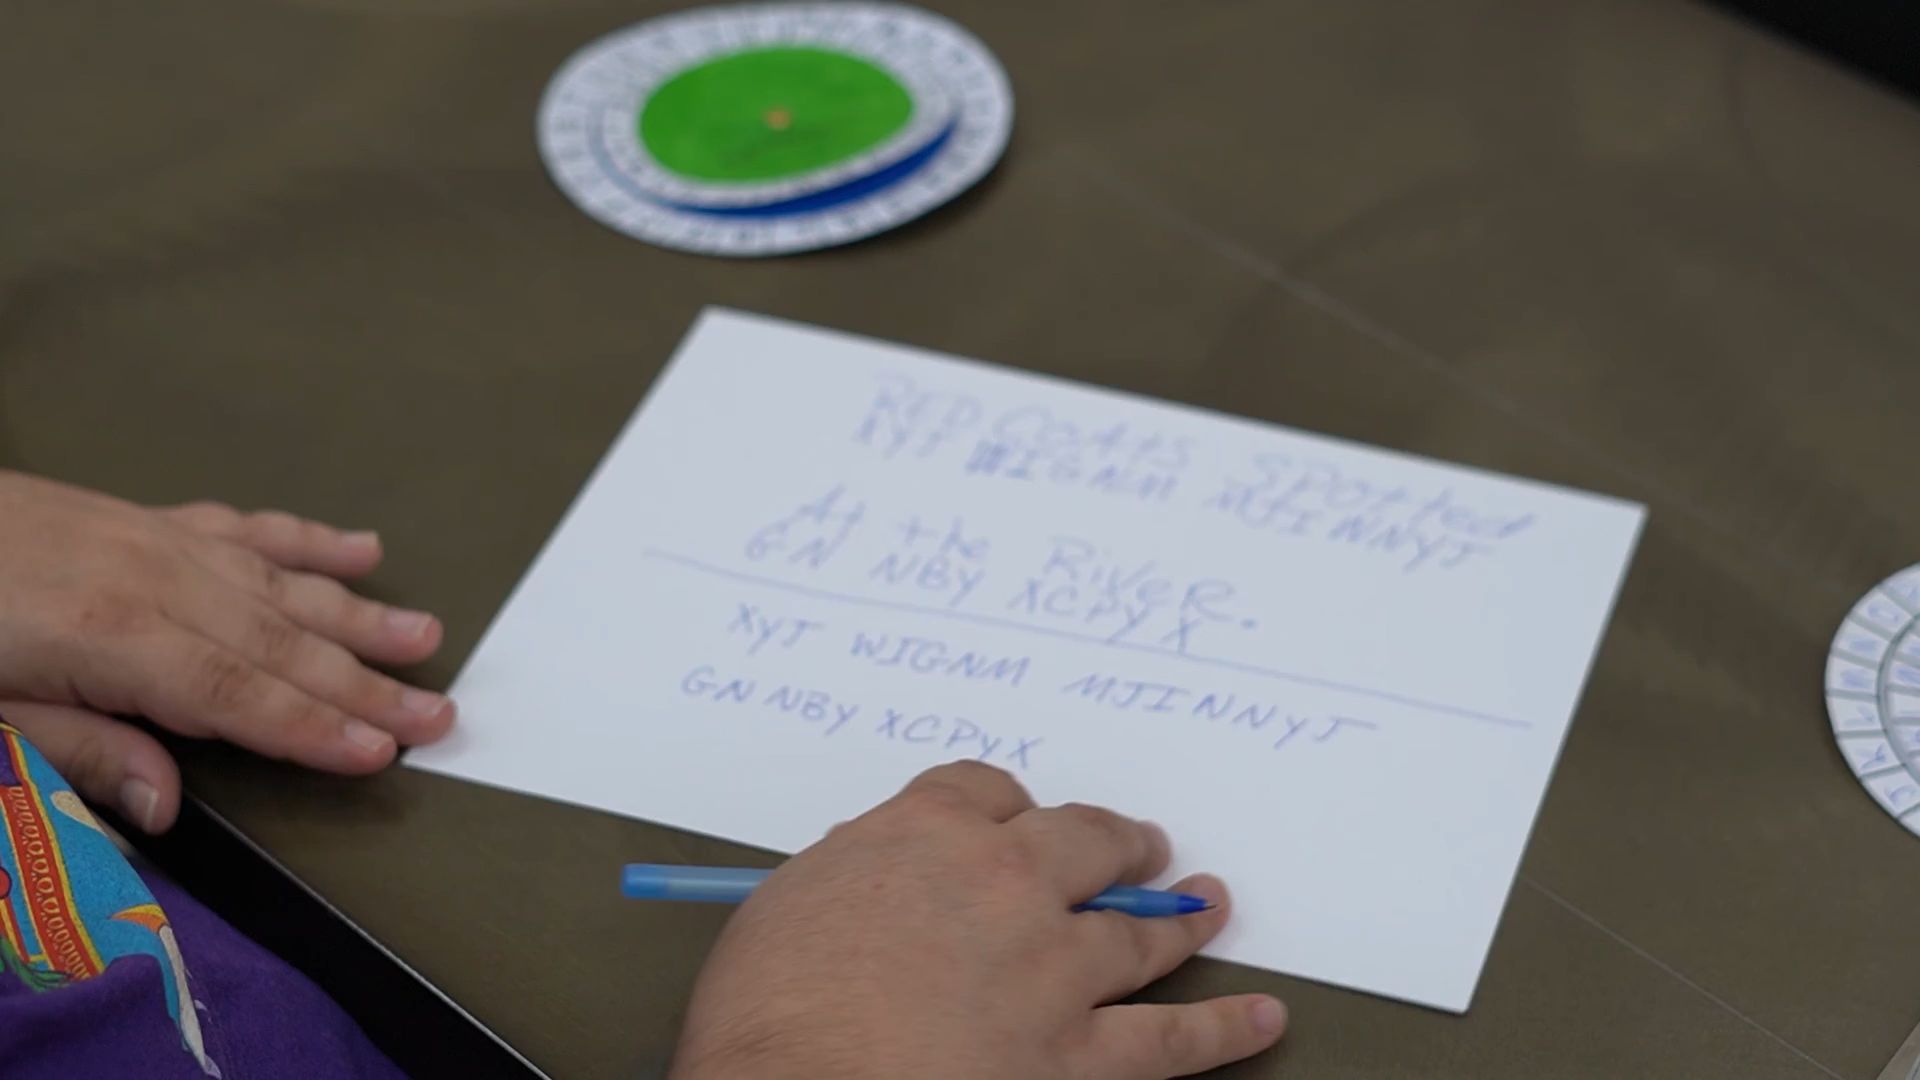 RED Coats Spotted
XYJ WIGNM MJINNYJ
At the River.
GN NBY XCPYX
XYJ WIGNM MJINNYJ
GN NBY XCPYX